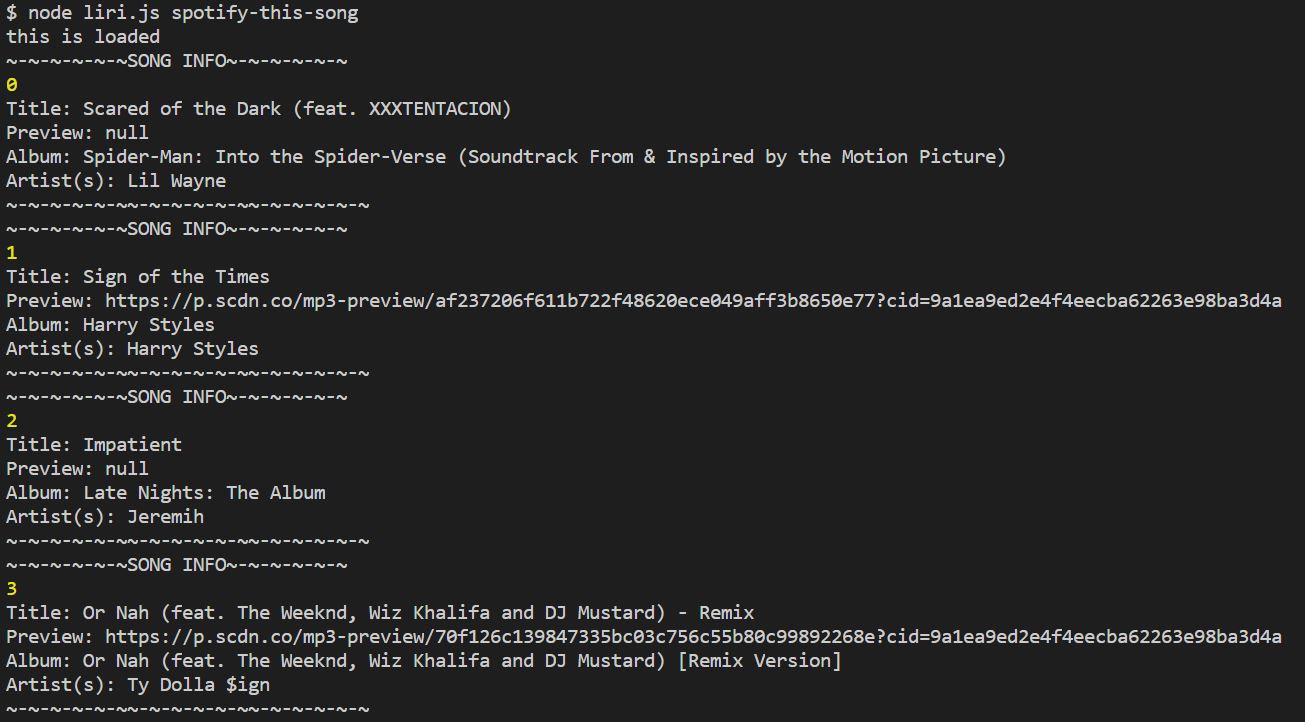 $ node liri.js spotify-this-song
this is loaded
~-~-~-~-~-~SONG INFO~-~-~-~-~-~
0
Title: Scared of the Dark (feat. XXXTENTACION)
Preview: null
Album: Spider-Man: Into the Spider-Verse (Soundtrack From & Inspired by the Motion Picture)
Artist(s): Lil Wayne
~-~-~-~-~-~~-~-~-~-~-~~-~-~-~-~-~
~-~-~-~-~-~SONG INFO~-~-~-~-~-~
1
Title: Sign of the Times
Preview: https://p.scdn.co/mp3-preview/af237206f611b722f48620ece049aff3b8650e77?cid=9a1ea9ed2e4f4eecba62263e98ba3d4a
Album: Harry Styles
Artist(s): Harry Styles
~-~-~-~-~-~~-~-~-~-~-~~-~-~-~-~-~
~-~-~-~-~-~SONG INFO~-~-~-~-~-~
2
Title: Impatient
Preview: null
Album: Late Nights: The Album
Artist(s): Jeremih
~-~-~-~-~-~~-~-~-~-~-~~-~-~-~-~-~
~-~-~-~-~-~SONG INFO~-~-~-~-~-~
3
Title: Or Nah (feat. The Weeknd, Wiz Khalifa and DJ Mustard) - Remix
Preview: https://p.scdn.co/mp3-preview/70f126c139847335bc03c756c55b80c99892268e?cid=9a1ea9ed2e4f4eecba62263e98ba3d4a
Album: Or Nah (feat. The Weeknd, Wiz Khalifa and DJ Mustard) [Remix Version]
Artist(s): Ty Dolla $ign
~-~-~-~-~-~~-~-~-~-~-~~-~-~-~-~-~